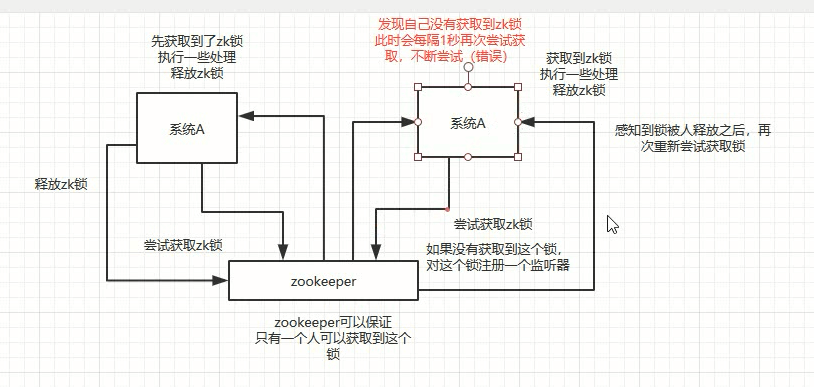 发现自己没有获取到zk锁
此时会每隔1秒再次尝试获
取，不断尝试（错误）
先获取到了zk锁
执行一些处理
释放zk锁
获取到zk锁
执行一些处理
释放zk锁
系统A
系统A
感知到锁被人释放之后，再
次重新尝试获取锁
释放zk锁
尝试获取zk锁
尝试获取zk锁
如果没有获取到这个锁，
对这个锁注册一个监听器
zookeeper
zookeeper可以保证
只有一个人可以获取到这个
锁